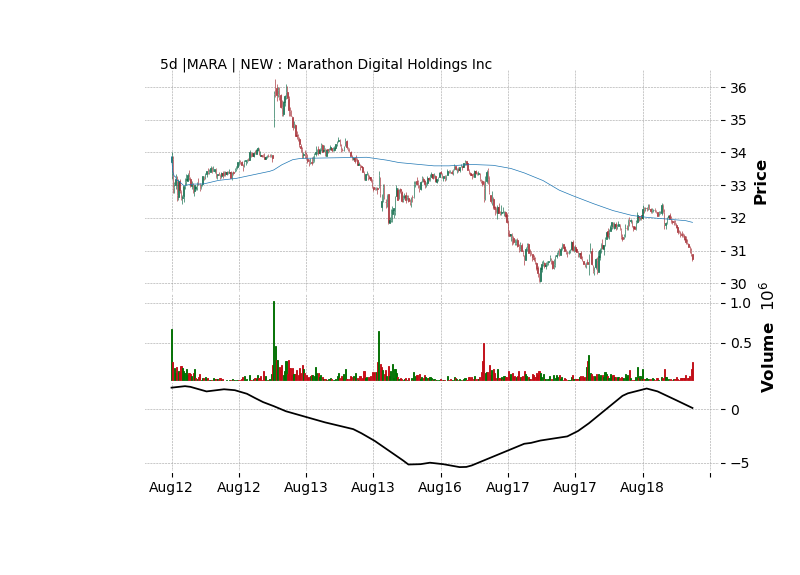 5d |MARA | NEW : Marathon Digital Holdings Inc
36
35
34
33
32
31
30
Price
1.0
0.5
Volume 10^6
0
−5
Aug12 Aug12 Aug13 Aug13 Aug16 Aug17 Aug17 Aug18